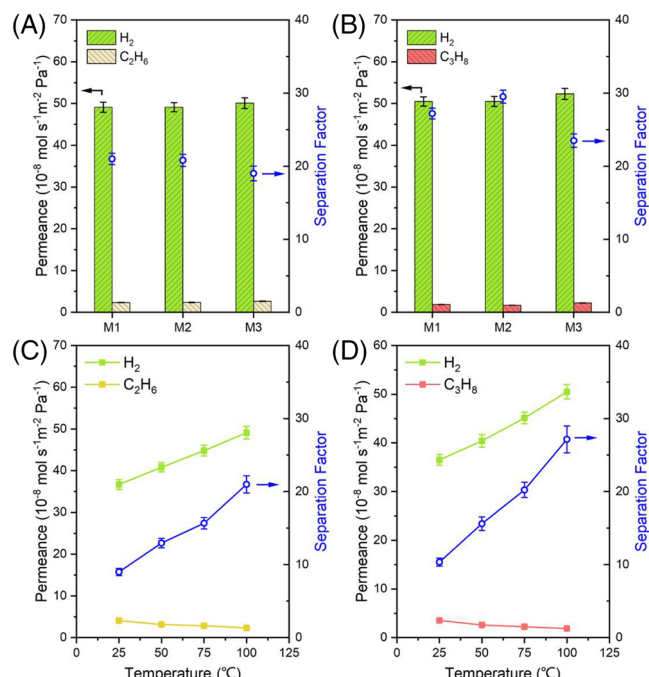 (A)
H₂
C₂H₆
Permeance (10⁻⁸ mol s⁻¹m⁻² Pa⁻¹)
70
60
50
40
30
20
10
0
M1
M2
M3
40
30
20
10
0
Separation Factor
(B)
H₂
C₃H₈
Permeance (10⁻⁸ mol s⁻¹m⁻² Pa⁻¹)
70
60
50
40
30
20
10
0
M1
M2
M3
40
30
20
10
0
Separation Factor
(C)
H₂
C₂H₆
Permeance (10⁻⁸ mol s⁻¹m⁻² Pa⁻¹)
70
60
50
40
30
20
10
0
0
25
50
75
100
125
Temperature (℃)
40
30
20
10
0
Separation Factor
(D)
H₂
C₃H₈
Permeance (10⁻⁸ mol s⁻¹m⁻² Pa⁻¹)
60
50
40
30
20
10
0
0
25
50
75
100
125
Temperature (℃)
40
30
20
10
0
Separation Factor